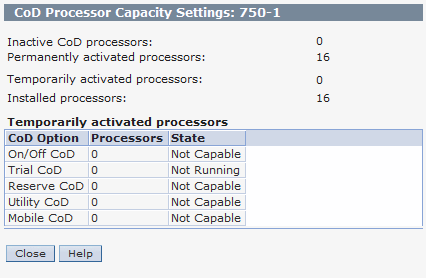 CoD Processor Capacity Settings: 750-1
Inactive CoD processors: 0
Permanently activated processors: 16
Temporarily activated processors: 0
Installed processors: 16
Temporarily activated processors
CoD Option Processors State
On/Off CoD 0 Not Capable
Trial CoD 0 Not Running
Reserve CoD 0 Not Capable
Utility CoD 0 Not Capable
Mobile CoD 0 Not Capable
Close Help